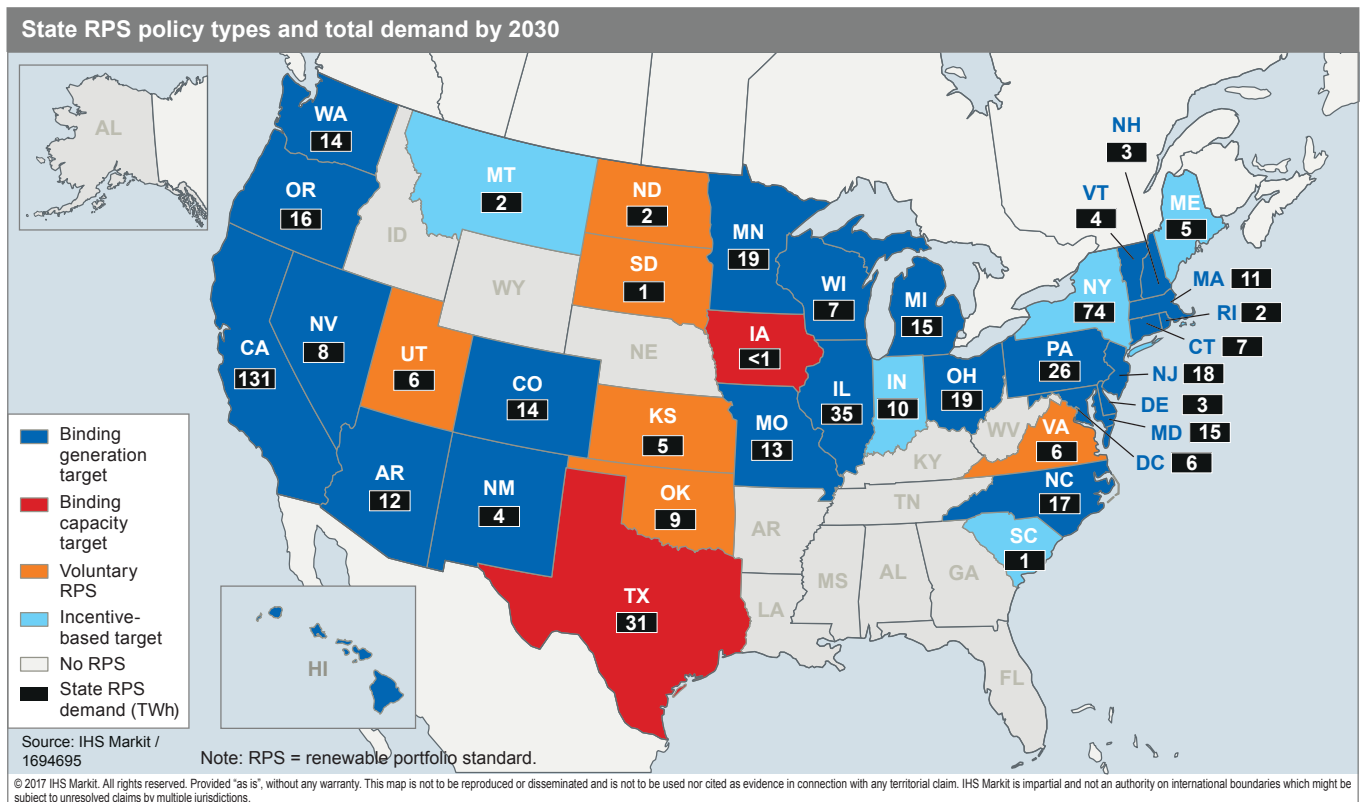 State RPS policy types and total demand by 2030
AL
WA
14
OR
16
CA
131
NV
8
ID
MT
2
WY
UT
6
AR
12
CO
14
NM
4
ND
2
SD
1
NE
KS
5
OK
9
TX
31
MN
19
IA
<1
MO
13
AR
LA
WI
7
IL
35
MI
15
IN
10
OH
19
KY
TN
MS
AL
GA
FL
SC
1
NC
17
VA
6
WV
PA
26
NY
74
VT
4
NH
3
ME
5
MA 11
RI 2
CT 7
NJ 18
DE 3
MD 15
DC 6
HI
Binding
generation
target
Binding
capacity
target
Voluntary
RPS
Incentive-
based target
No RPS
State RPS
demand (TWh)
Source: IHS Markit /
1694695
Note: RPS = renewable portfolio standard.
© 2017 IHS Markit. All rights reserved. Provided “as is”, without any warranty. This map is not to be reproduced or disseminated and is not to be used nor cited as evidence in connection with any territorial claim. IHS Markit is impartial and not an authority on international boundaries which might be
subject to unresolved claims by multiple jurisdictions.